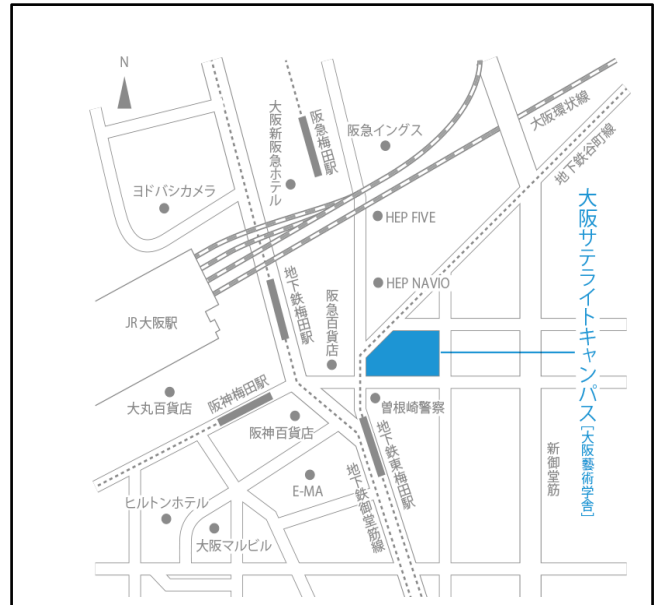 N
大阪新阪急ホテル
阪急梅田駅
阪急イングス
大阪環状線
地下鉄谷町線
ヨドバシカメラ
HEP FIVE
HEP NAVIO
JR大阪駅
地下鉄梅田駅
阪急百貨店
大阪サテライトキャンパス[大阪藝術学舎]
大丸百貨店
阪神梅田駅
阪神百貨店
曽根崎警察
地下鉄東梅田駅
新御堂筋
E-MA
地下鉄御堂筋線
ヒルトンホテル
大阪マルビル